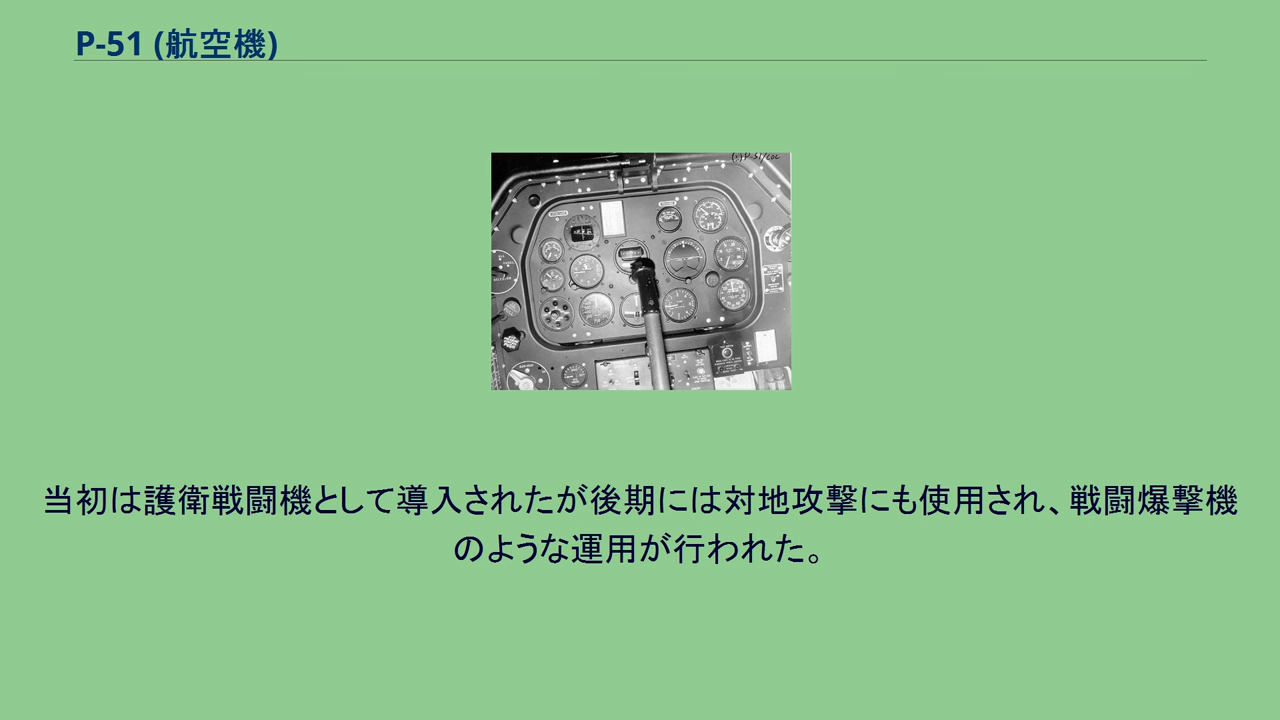 P-51 (航空機)
当初は護衛戦闘機として導入されたが後期には対地攻撃にも使用され、戦闘爆撃機
のような運用が行われた。